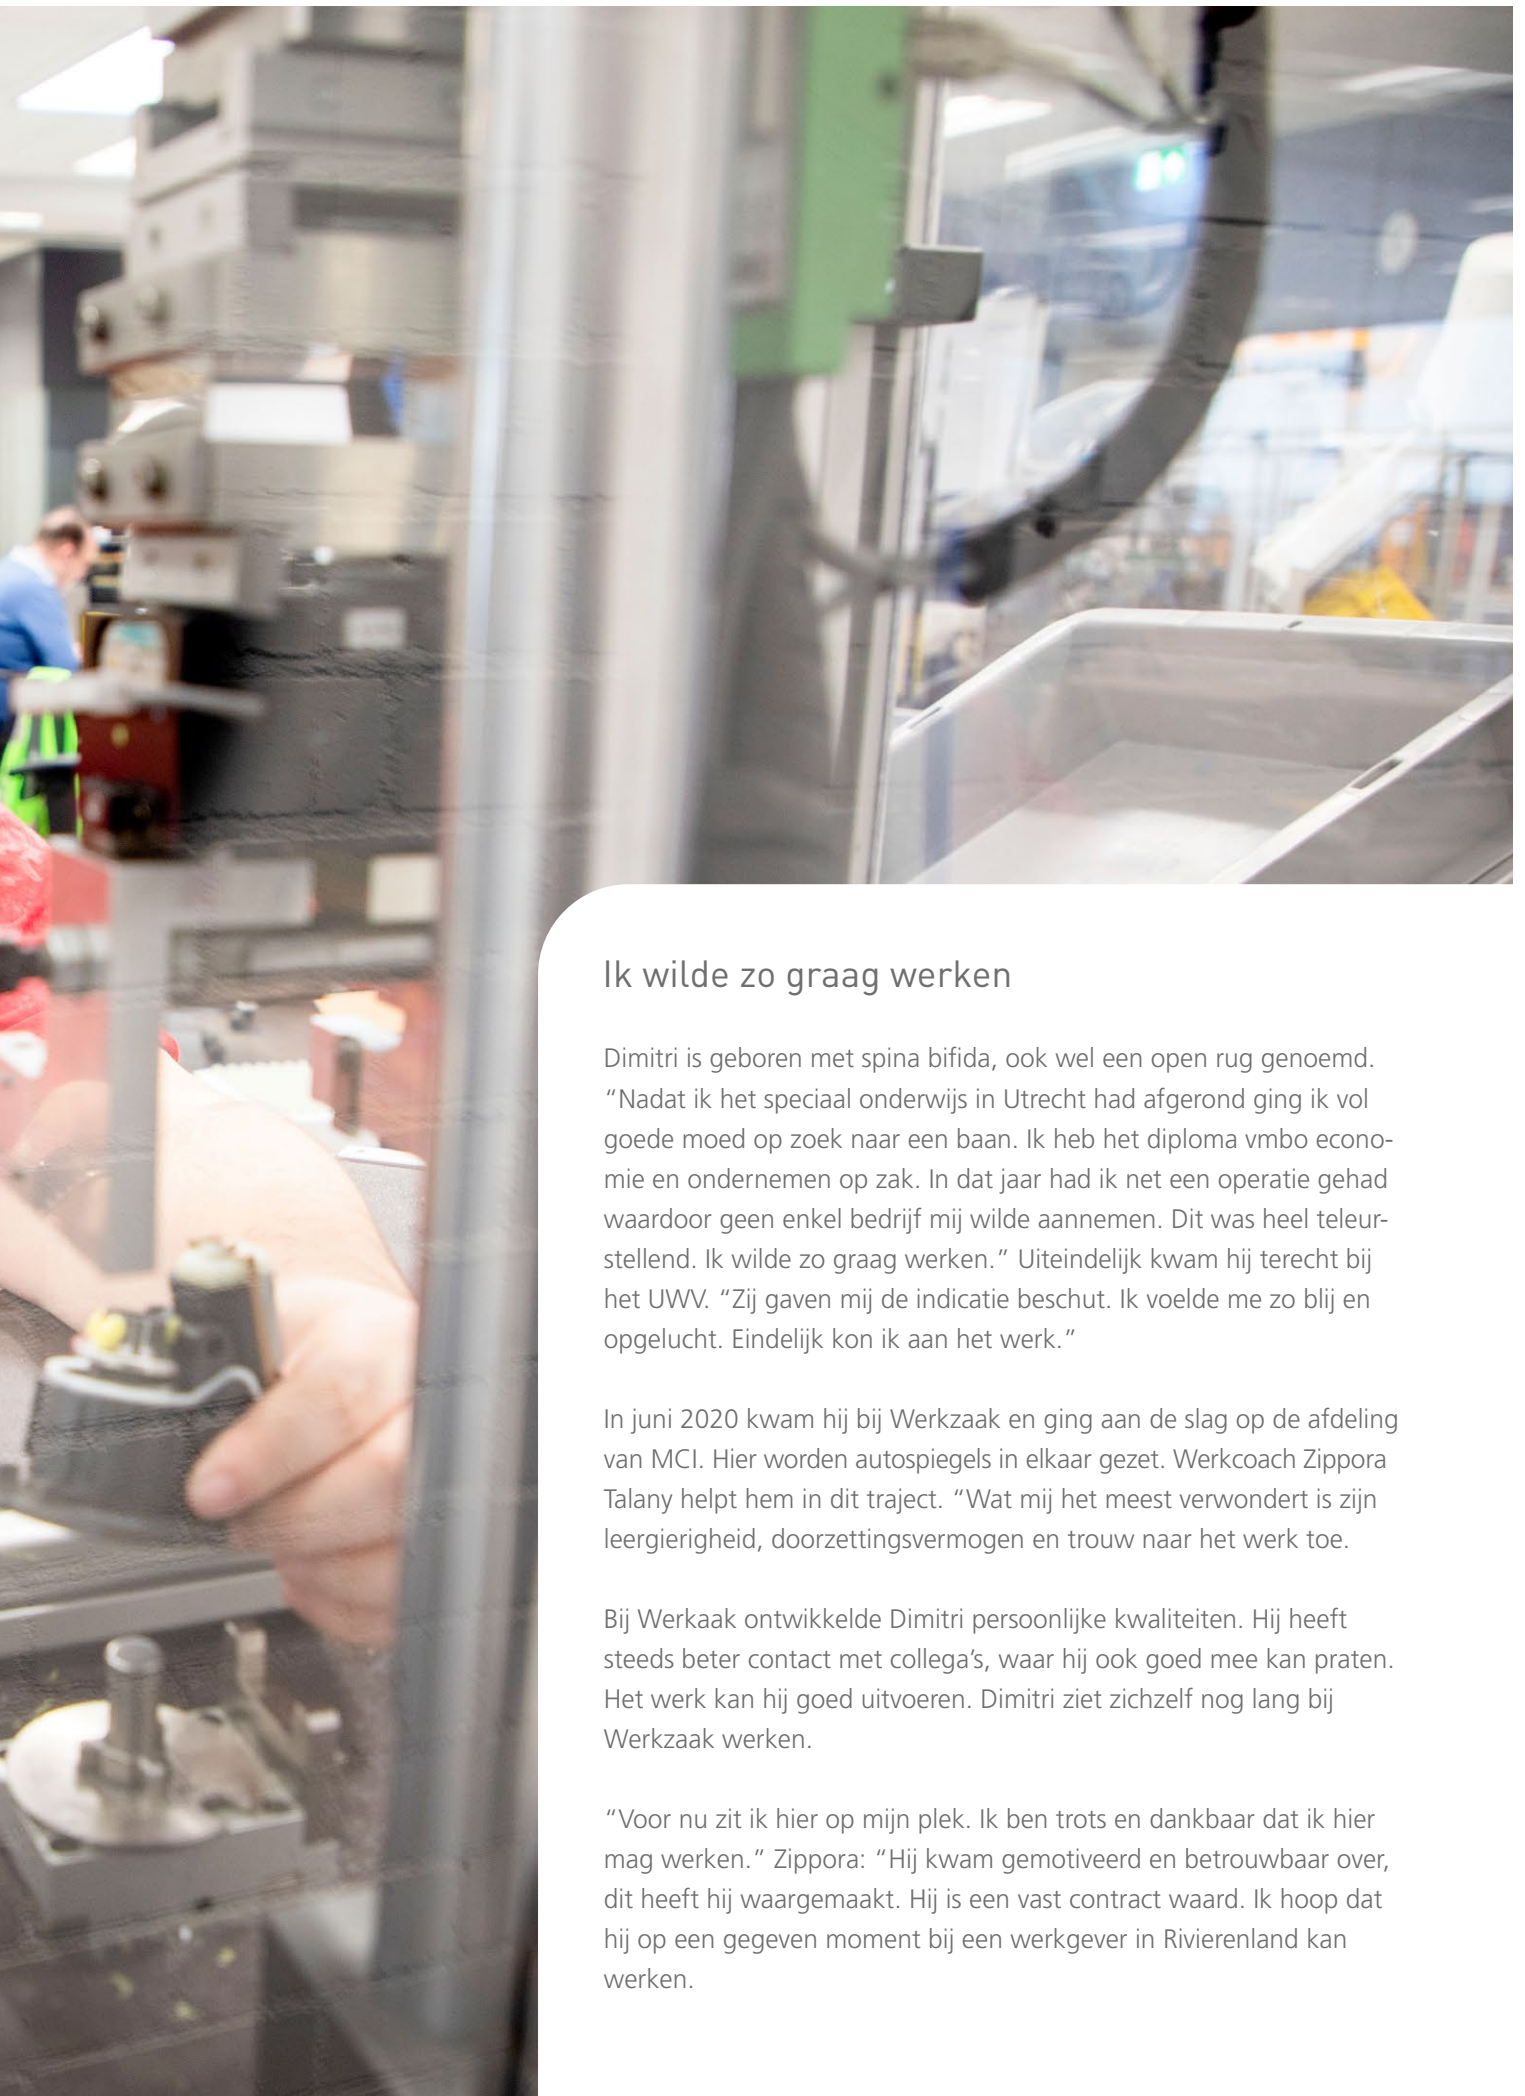 Ik wilde zo graag werken
Dimitri is geboren met spina bifida, ook wel een open rug genoemd.
“Nadat ik het speciaal onderwijs in Utrecht had afgerond ging ik vol
goede moed op zoek naar een baan. Ik heb het diploma vmbo econo-
mie en ondernemen op zak. In dat jaar had ik net een operatie gehad
waardoor geen enkel bedrijf mij wilde aannemen. Dit was heel teleur-
stellend. Ik wilde zo graag werken.” Uiteindelijk kwam hij terecht bij
het UWV. “Zij gaven mij de indicatie beschut. Ik voelde me zo blij en
opgelucht. Eindelijk kon ik aan het werk.”
In juni 2020 kwam hij bij Werkzaak en ging aan de slag op de afdeling
van MCI. Hier worden autospiegels in elkaar gezet. Werkcoach Zippora
Talany helpt hem in dit traject. “Wat mij het meest verwondert is zijn
leergierigheid, doorzettingsvermogen en trouw naar het werk toe.
Bij Werkaak ontwikkelde Dimitri persoonlijke kwaliteiten. Hij heeft
steeds beter contact met collega’s, waar hij ook goed mee kan praten.
Het werk kan hij goed uitvoeren. Dimitri ziet zichzelf nog lang bij
Werkzaak werken.
“Voor nu zit ik hier op mijn plek. Ik ben trots en dankbaar dat ik hier
mag werken.” Zippora: “Hij kwam gemotiveerd en betrouwbaar over,
dit heeft hij waargemaakt. Hij is een vast contract waard. Ik hoop dat
hij op een gegeven moment bij een werkgever in Rivierenland kan
werken.